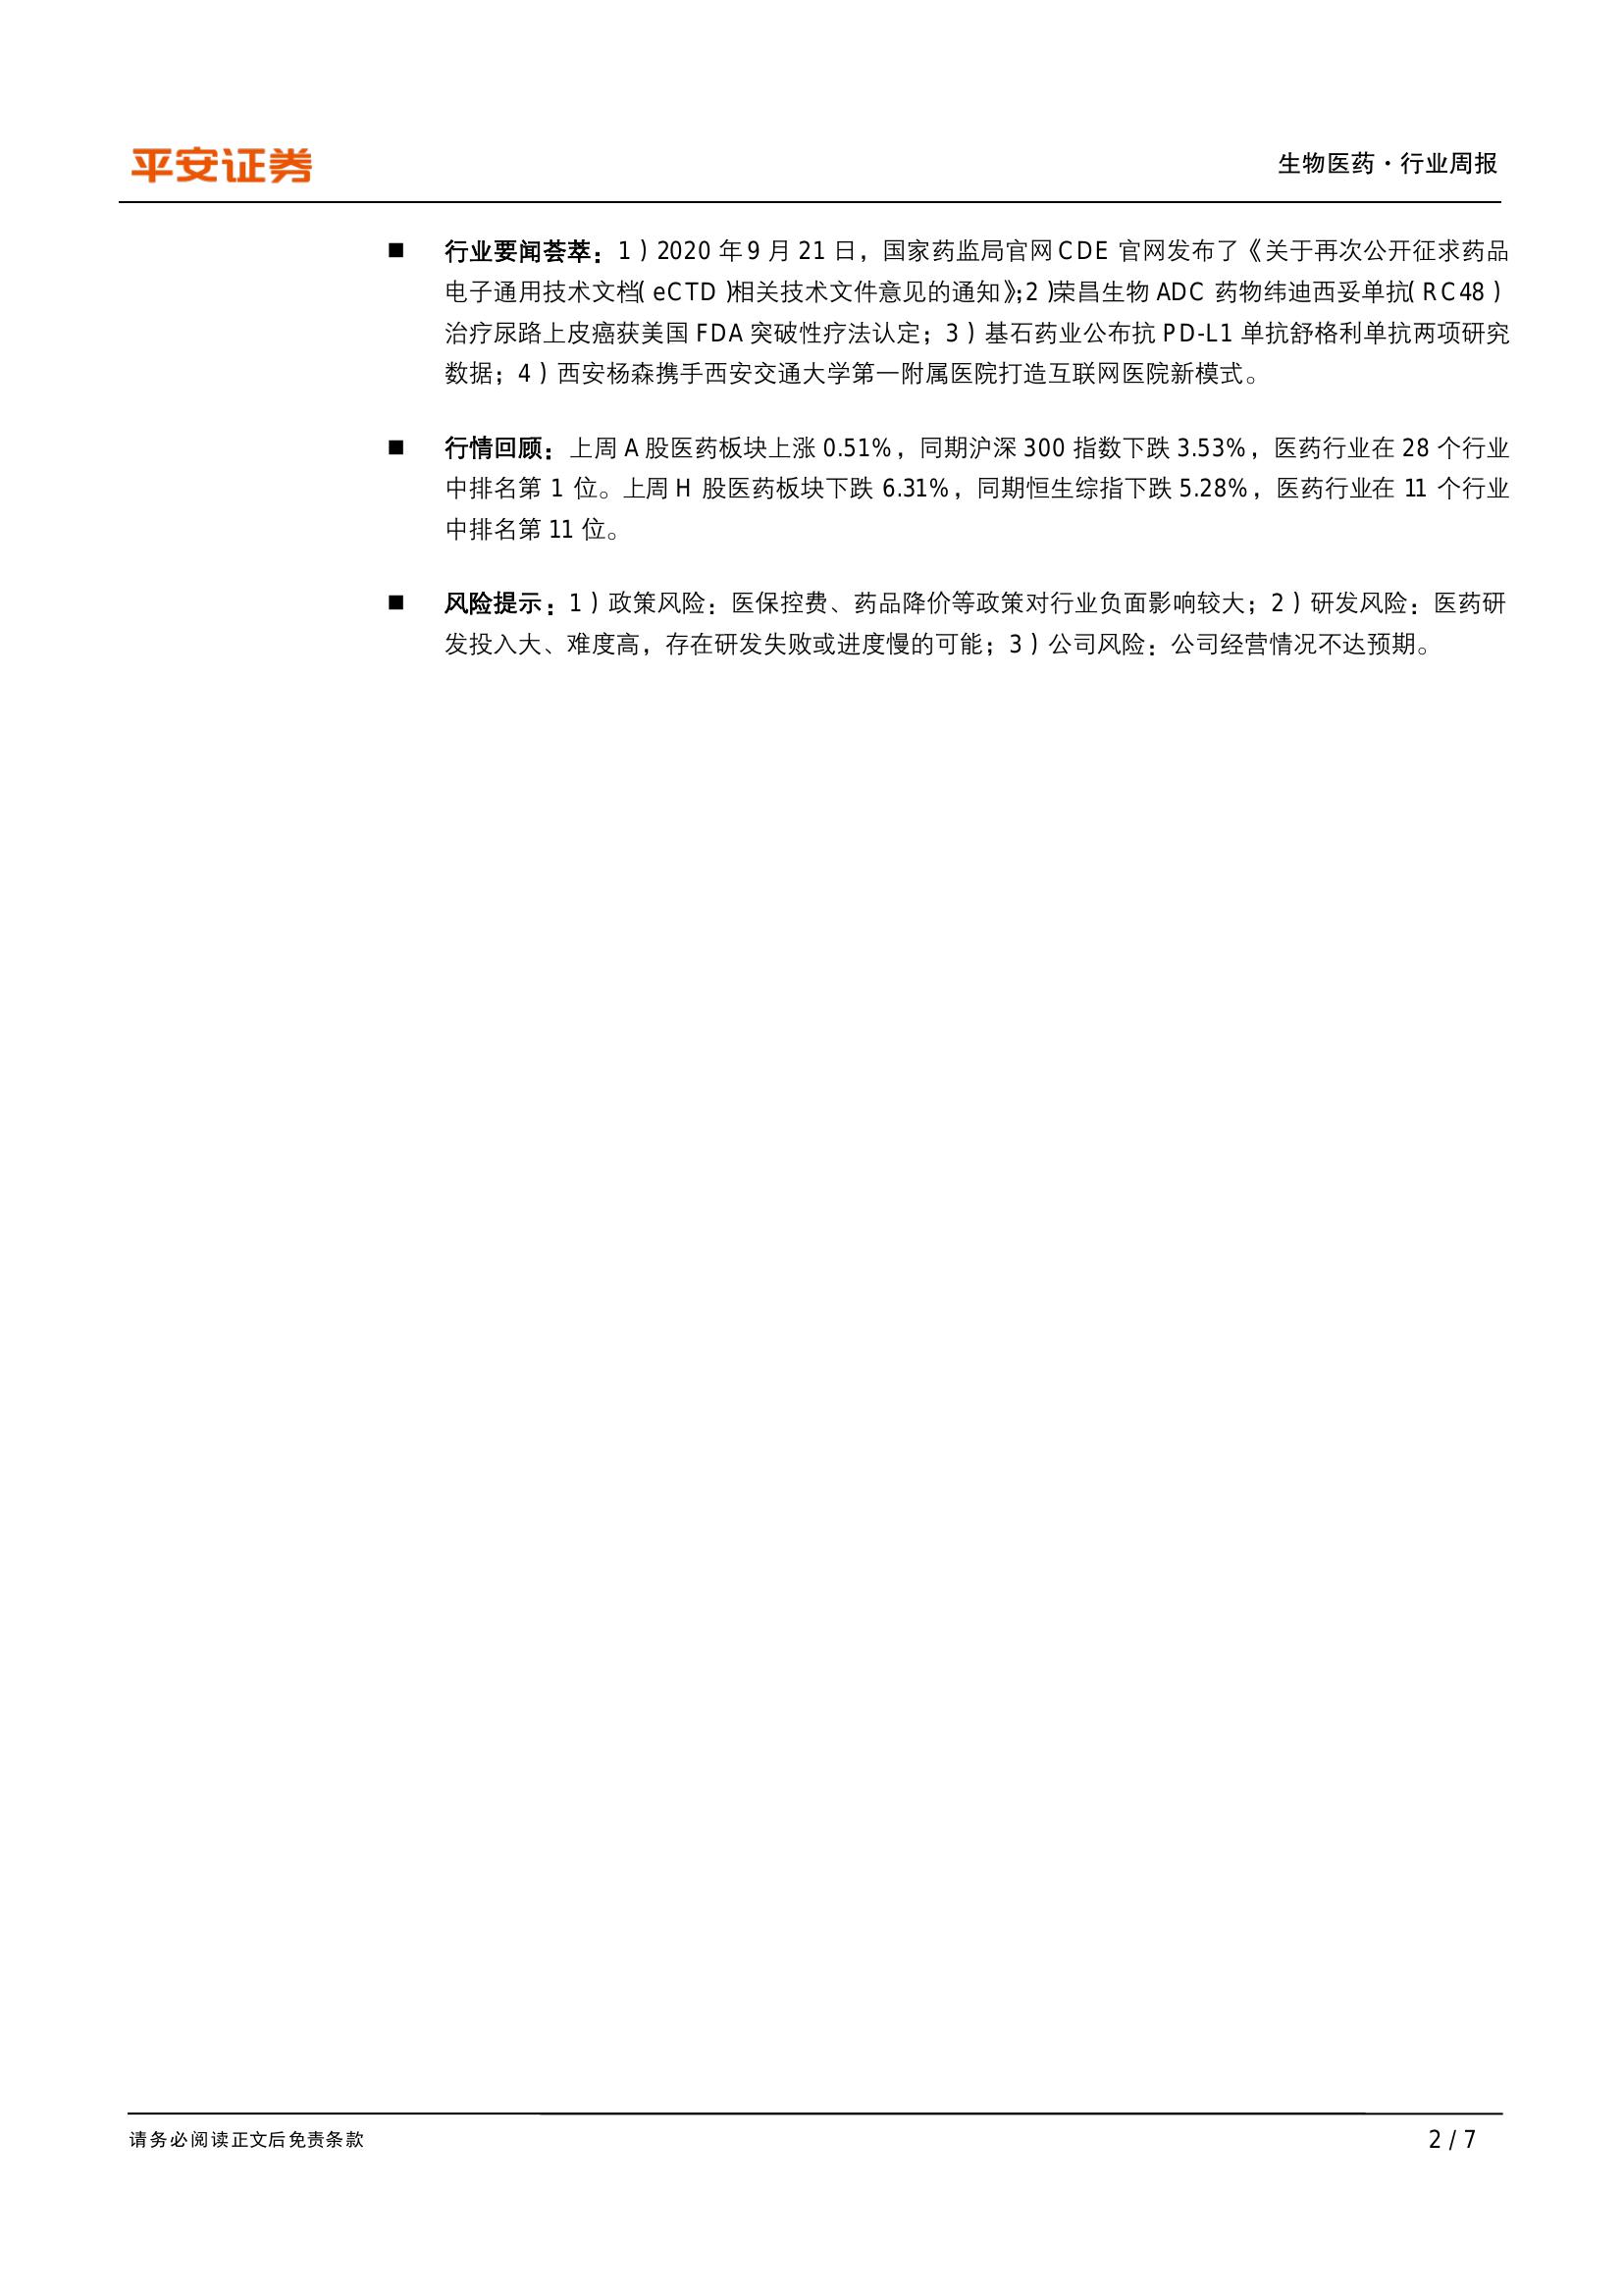 平安证券
生物医药·行业周报
■ 行业要闻荟萃：1）2020 年 9 月 21 日，国家药监局官网 CDE 官网发布了《关于再次公开征求药品
电子通用技术文档（eCTD）相关技术文件意见的通知》；2）荣昌生物 ADC 药物纬迪西妥单抗（RC48）
治疗尿路上皮癌获美国 FDA 突破性疗法认定；3）基石药业公布抗 PD-L1 单抗舒格利单抗两项研究
数据；4）西安杨森携手西安交通大学第一附属医院打造互联网医院新模式。
■ 行情回顾：上周 A 股医药板块上涨 0.51%，同期沪深 300 指数下跌 3.53%，医药行业在 28 个行业
中排名第 1 位。上周 H 股医药板块下跌 6.31%，同期恒生综指下跌 5.28%，医药行业在 11 个行业
中排名第 11 位。
■ 风险提示：1）政策风险：医保控费、药品降价等政策对行业负面影响较大；2）研发风险：医药研
发投入大、难度高，存在研发失败或进度慢的可能；3）公司风险：公司经营情况不达预期。
请务必阅读正文后免责条款
2 / 7